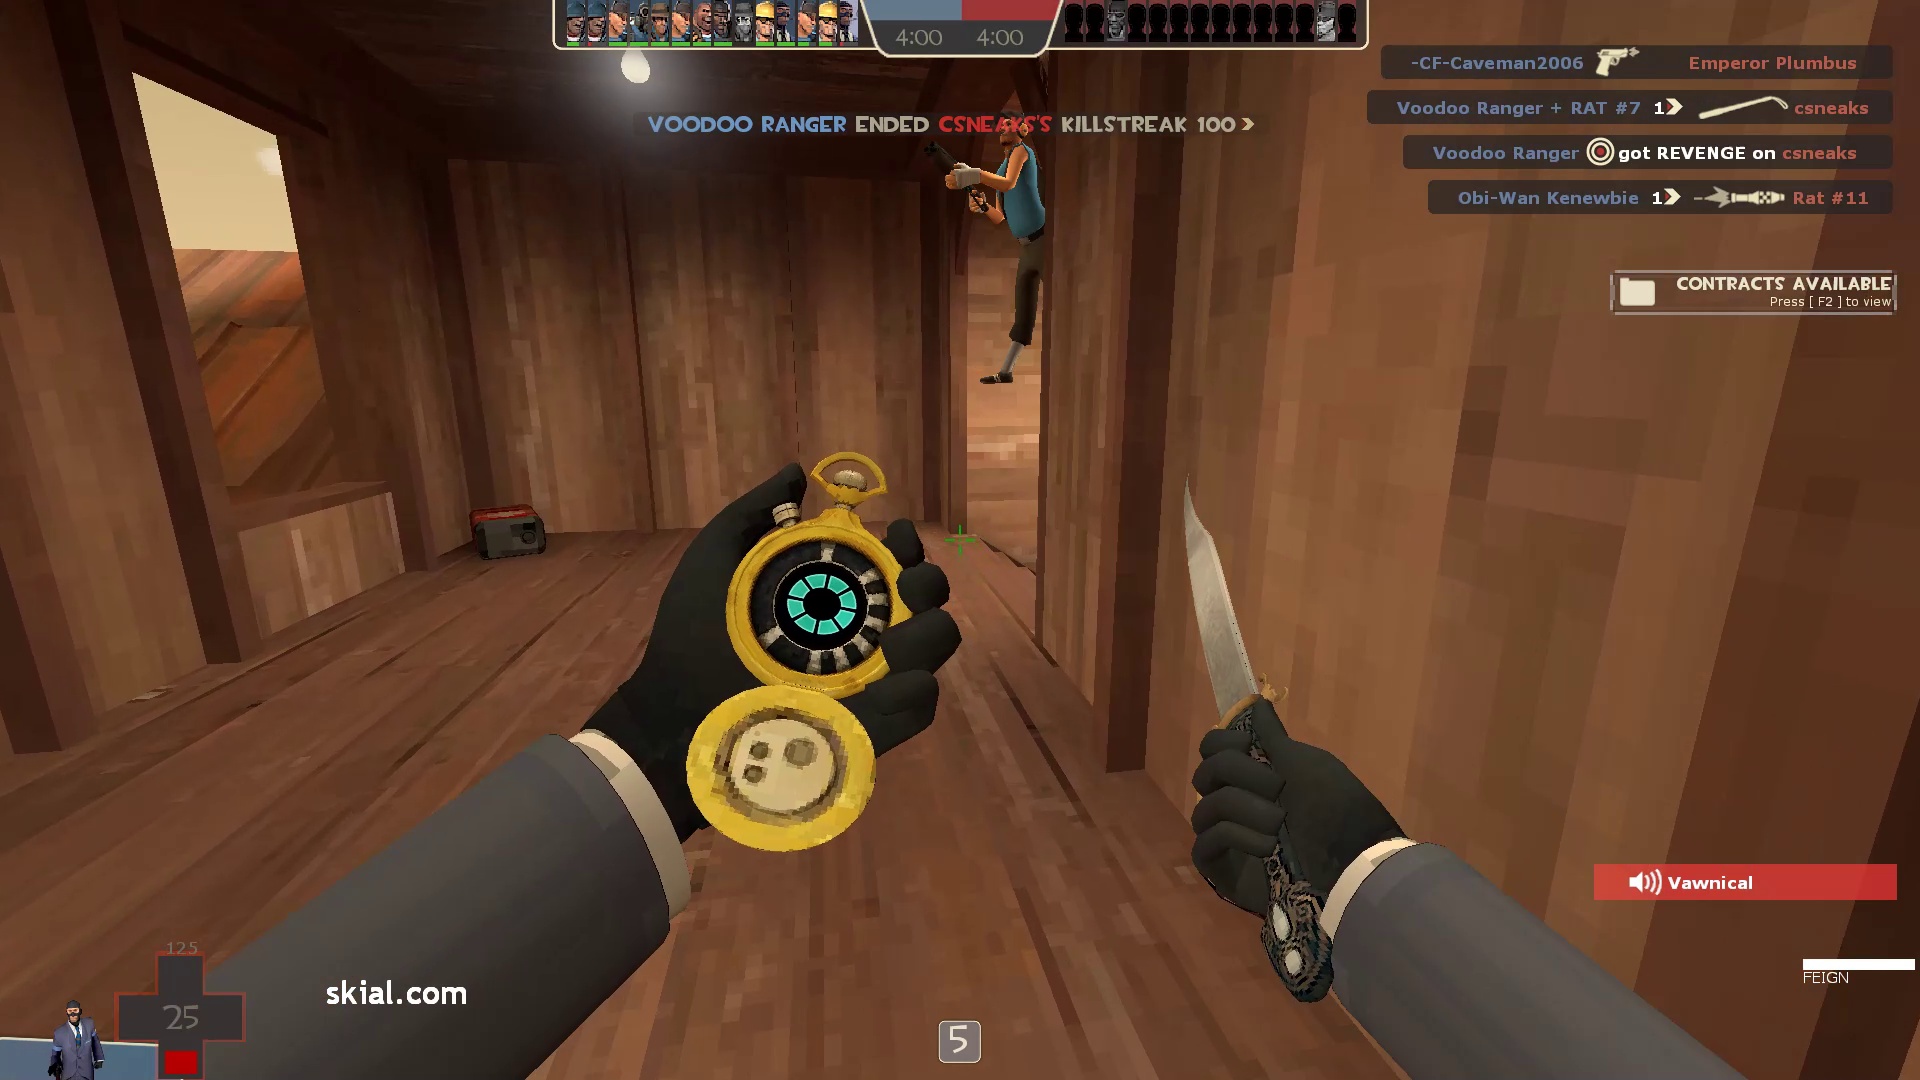 4:00 4:00
-CF-Caveman2006 Emperor Plumbus
Voodoo Ranger + RAT #7 1 csneaks
VOODOO RANGER ENDED CSNEAKS'S KILLSTREAK 100
Voodoo Ranger got REVENGE on csneaks
Obi-Wan Kenewbie 1 Rat #11
CONTRACTS AVAILABLE
Press [ F2 ] to view
Vawnical
125
25
skial.com
FEIGN
5